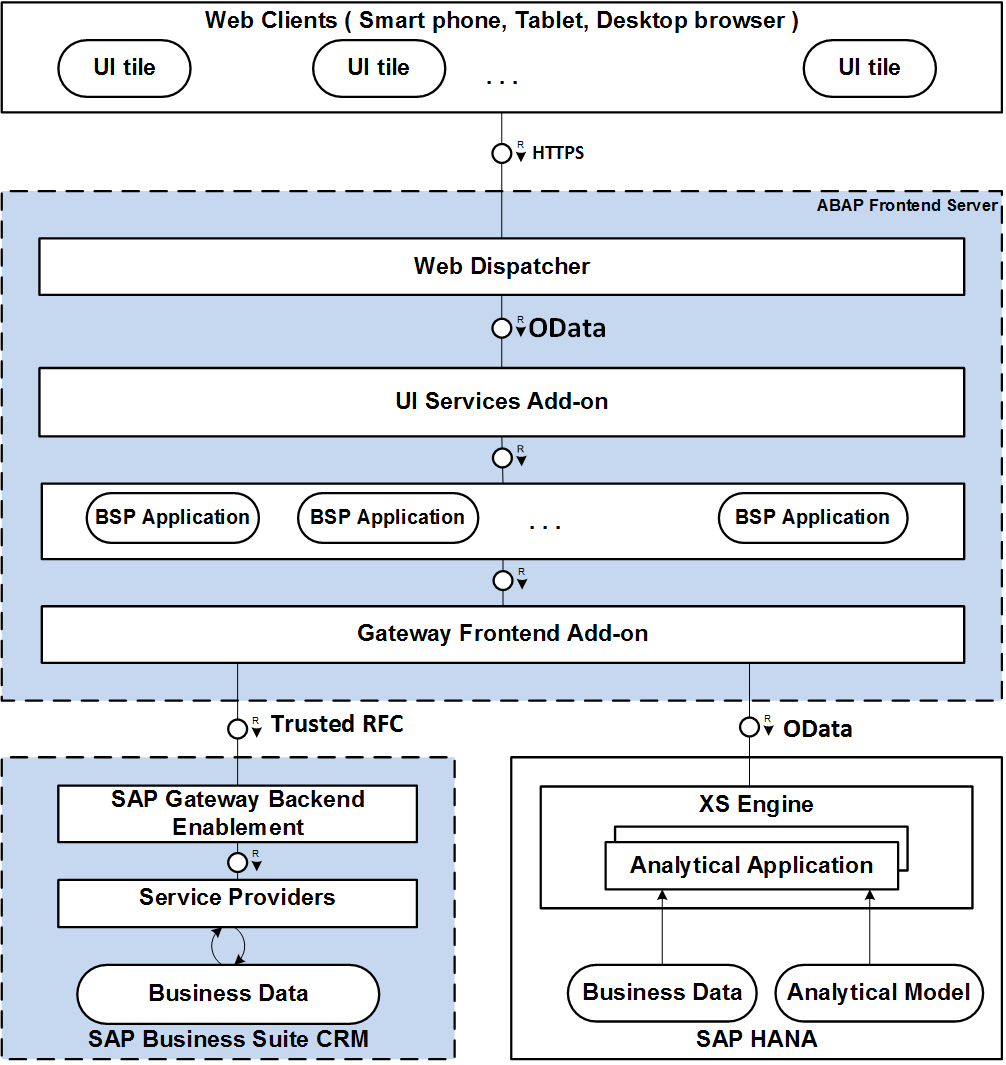 Web Clients ( Smart phone, Tablet, Desktop browser )
UI tile
UI tile
. . .
UI tile
R
HTTPS
ABAP Frontend Server
Web Dispatcher
R
OData
UI Services Add-on
R
BSP Application
BSP Application
. . .
BSP Application
R
Gateway Frontend Add-on
R
Trusted RFC
R
OData
SAP Gateway Backend
Enablement
R
Service Providers
Business Data
SAP Business Suite CRM
XS Engine
Analytical Application
Business Data
Analytical Model
SAP HANA